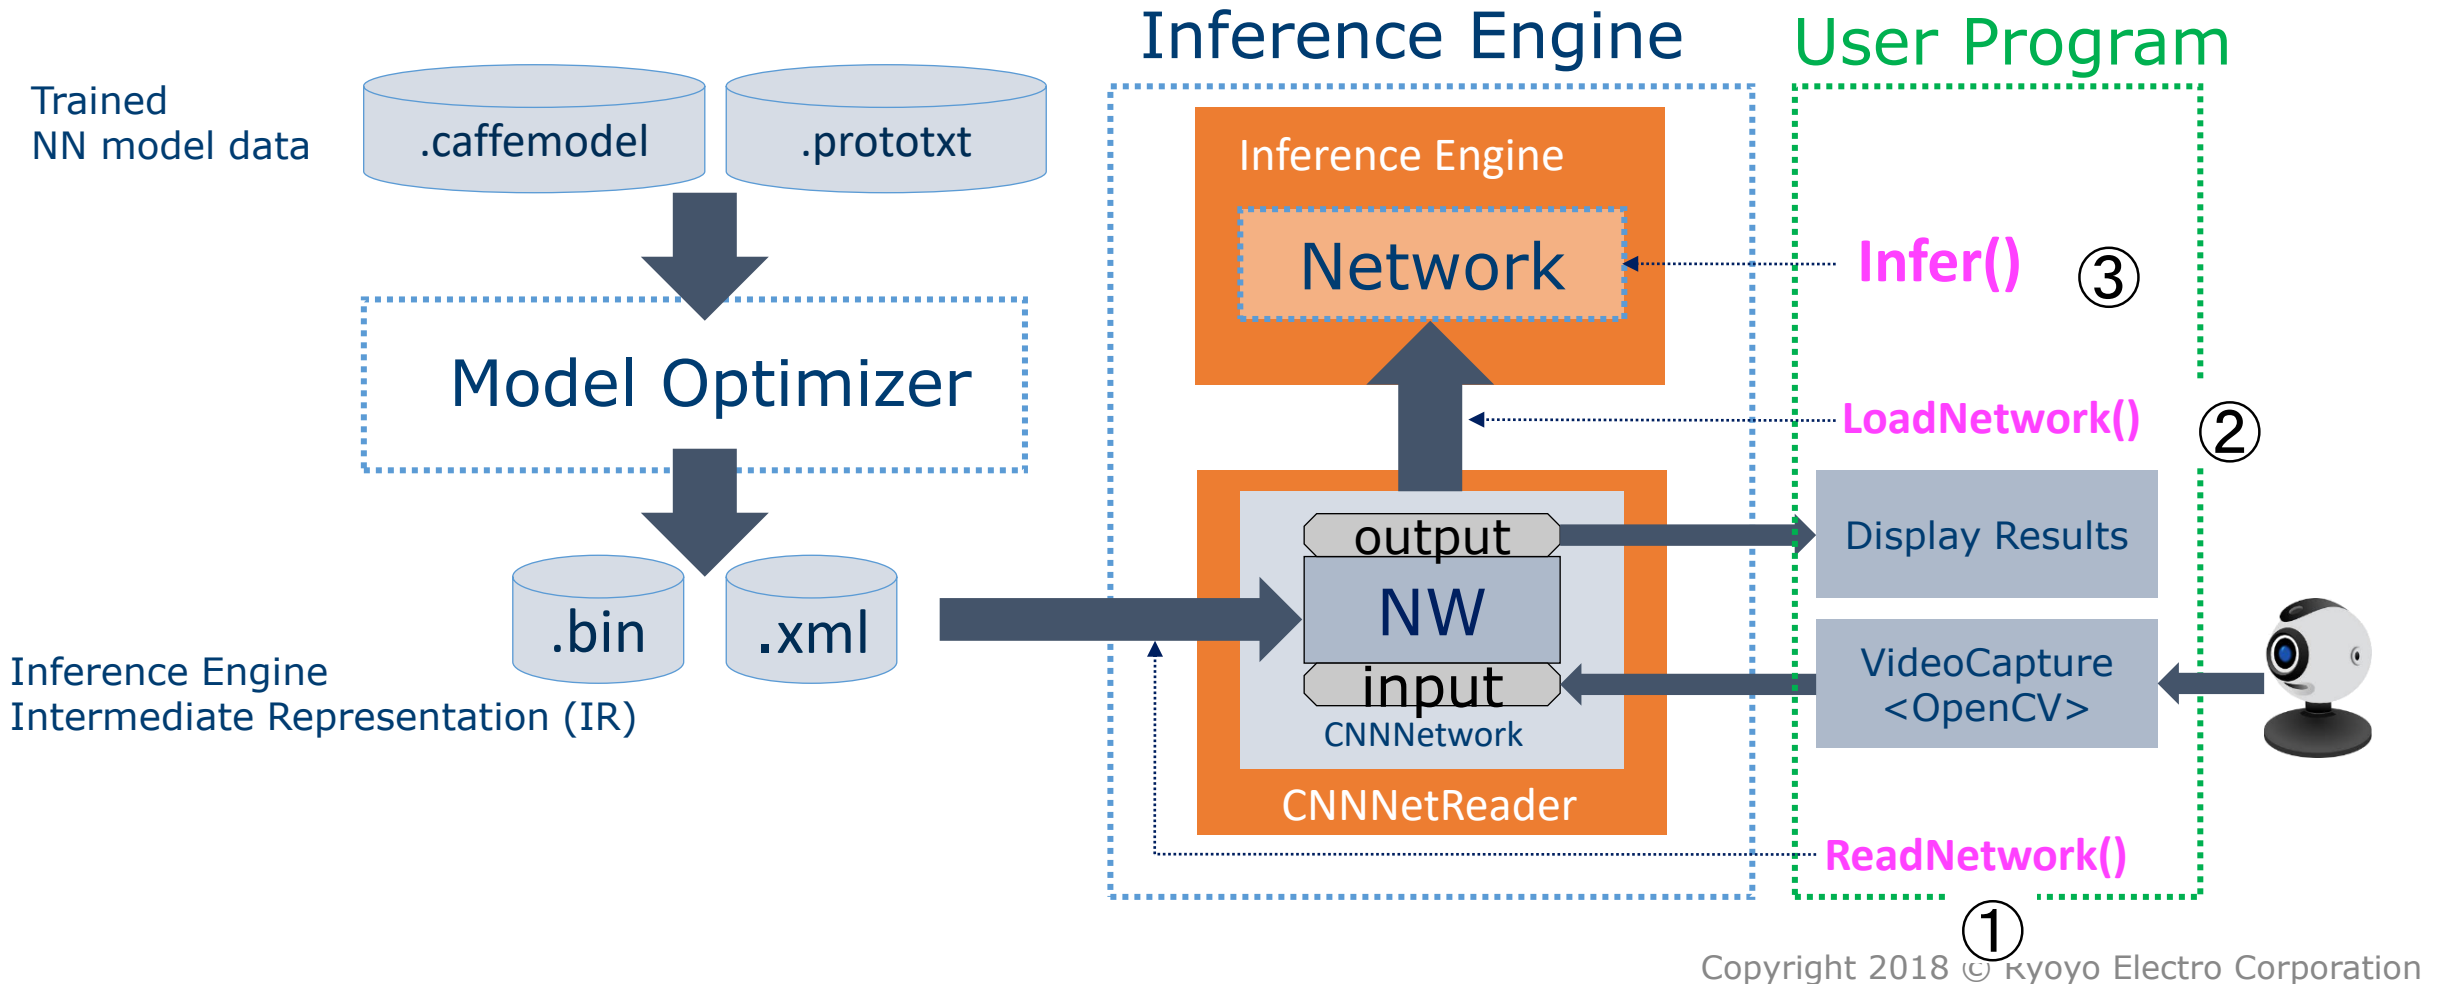 Inference Engine
User Program
Trained
NN model data
.caffemodel
.prototxt
Inference Engine
Network
Infer()
③
Model Optimizer
LoadNetwork()
②
output
Display Results
NW
.bin
.xml
input
VideoCapture
<OpenCV>
Inference Engine
Intermediate Representation (IR)
CNNNetwork
CNNNetReader
ReadNetwork()
①
Copyright 2018 © Ryoyo Electro Corporation